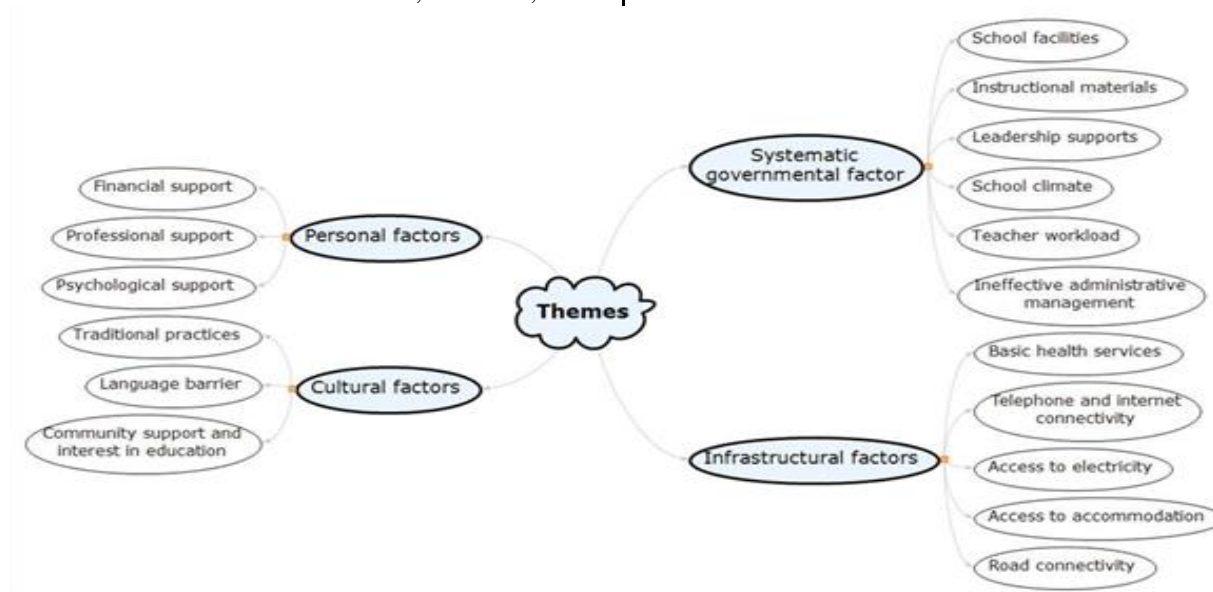 School facilities
Instructional materials
Leadership supports
School climate
Teacher workload
Ineffective administrative
management
Systematic
governmental factor
Financial support
Professional support
Psychological support
Personal factors
Themes
Traditional practices
Language barrier
Community support and
interest in education
Cultural factors
Infrastructural factors
Basic health services
Telephone and internet
connectivity
Access to electricity
Access to accommodation
Road connectivity